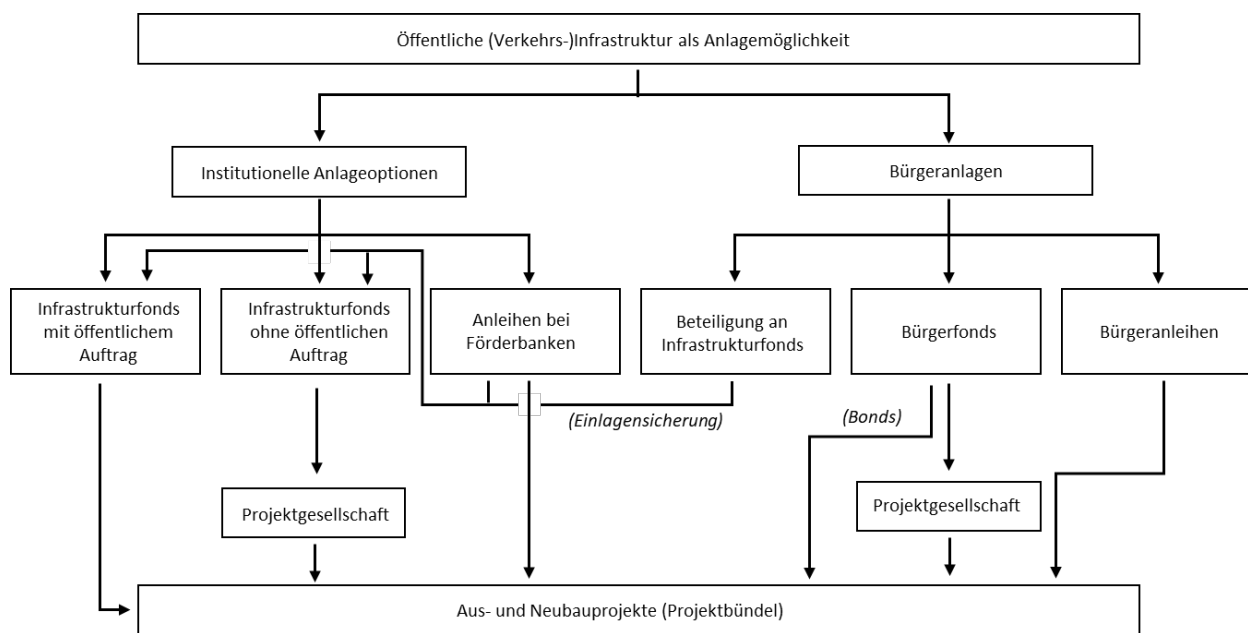 Öffentliche (Verkehrs-)Infrastruktur als Anlagemöglichkeit
Institutionelle Anlageoptionen
Bürgeranlagen
Infrastrukturfonds
mit öffentlichem
Auftrag
Infrastrukturfonds
ohne öffentlichen
Auftrag
Anleihen bei
Förderbanken
Beteiligung an
Infrastrukturfonds
Bürgerfonds
Bürgeranleihen
(Einlagensicherung)
(Bonds)
Projektgesellschaft
Projektgesellschaft
Aus- und Neubauprojekte (Projektbündel)